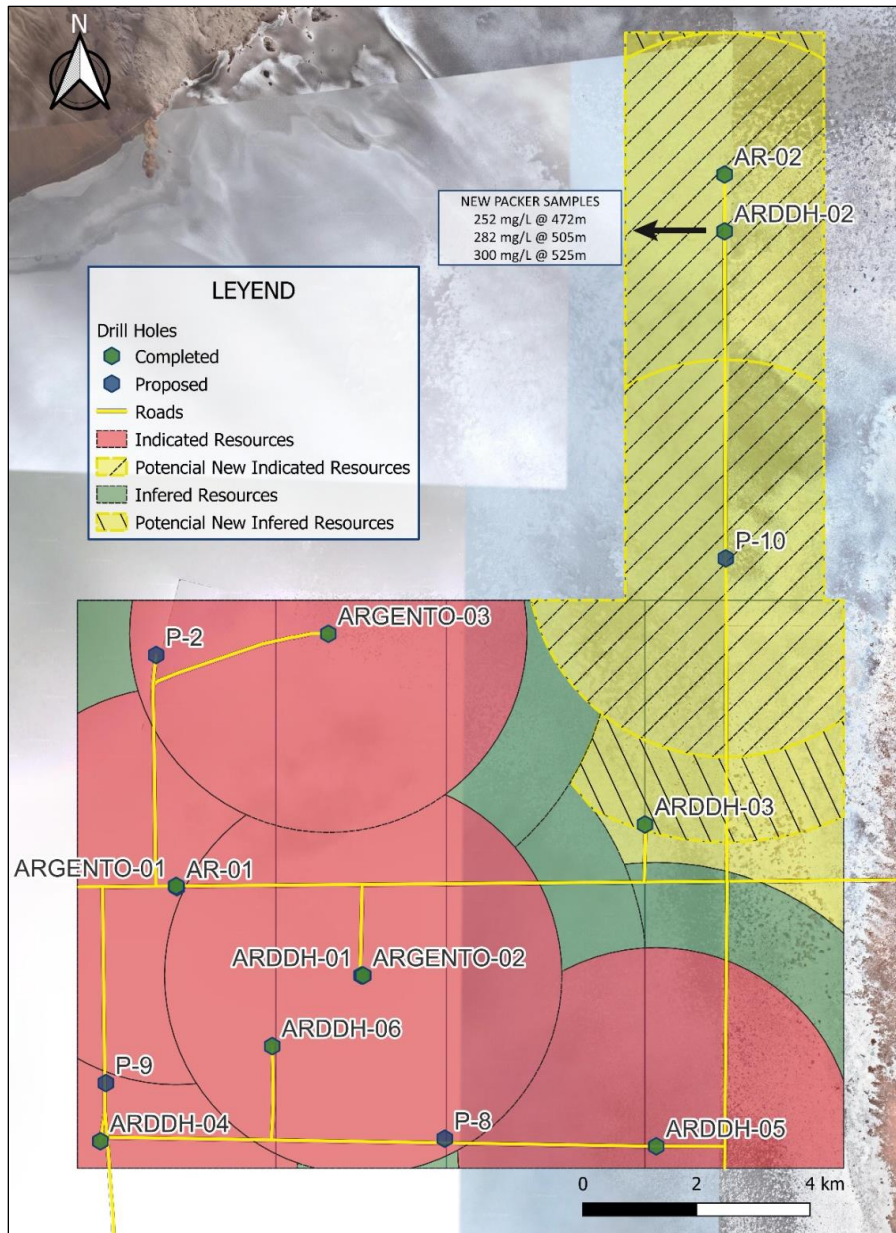 N
AR-02
NEW PACKER SAMPLES
252 mg/L @ 472m
282 mg/L @ 505m
300 mg/L @ 525m
ARDDH-02
LEYEND
Drill Holes
Completed
Proposed
Roads
Indicated Resources
Potencial New Indicated Resources
Infered Resources
Potencial New Infered Resources
P-10
ARGENTO-03
P-2
ARDDH-03
ARGENTO-01
AR-01
ARDDH-01
ARGENTO-02
ARDDH-06
P-9
ARDDH-04
P-8
ARDDH-05
0 2 4 km